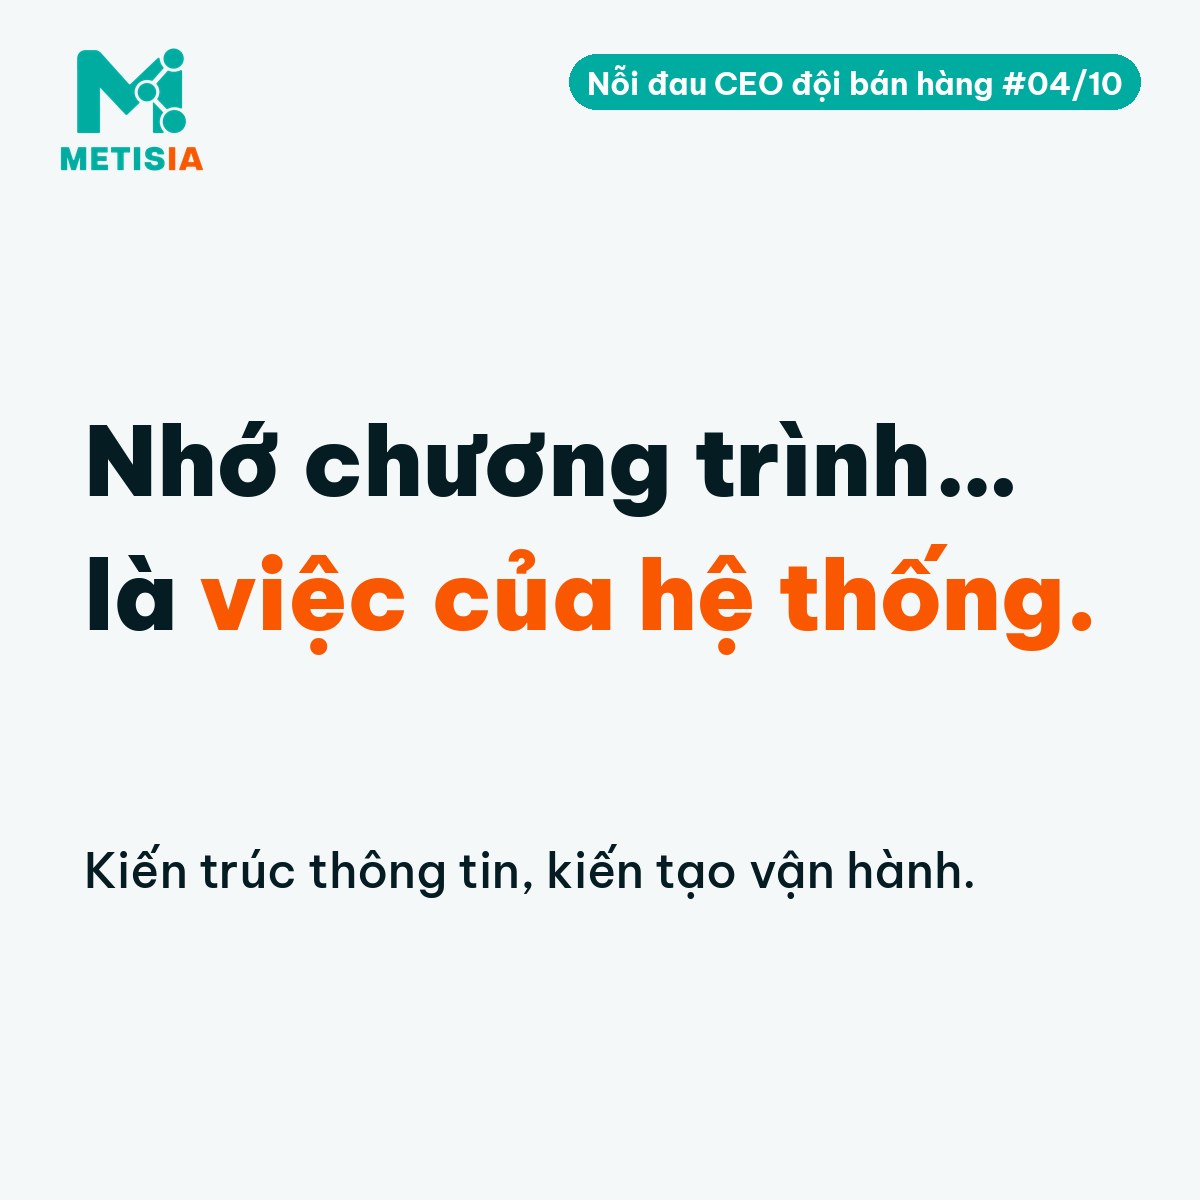 METISIA
Nỗi đau CEO đội bán hàng #04/10
Nhớ chương trình...
là việc của hệ thống.
Kiến trúc thông tin, kiến tạo vận hành.